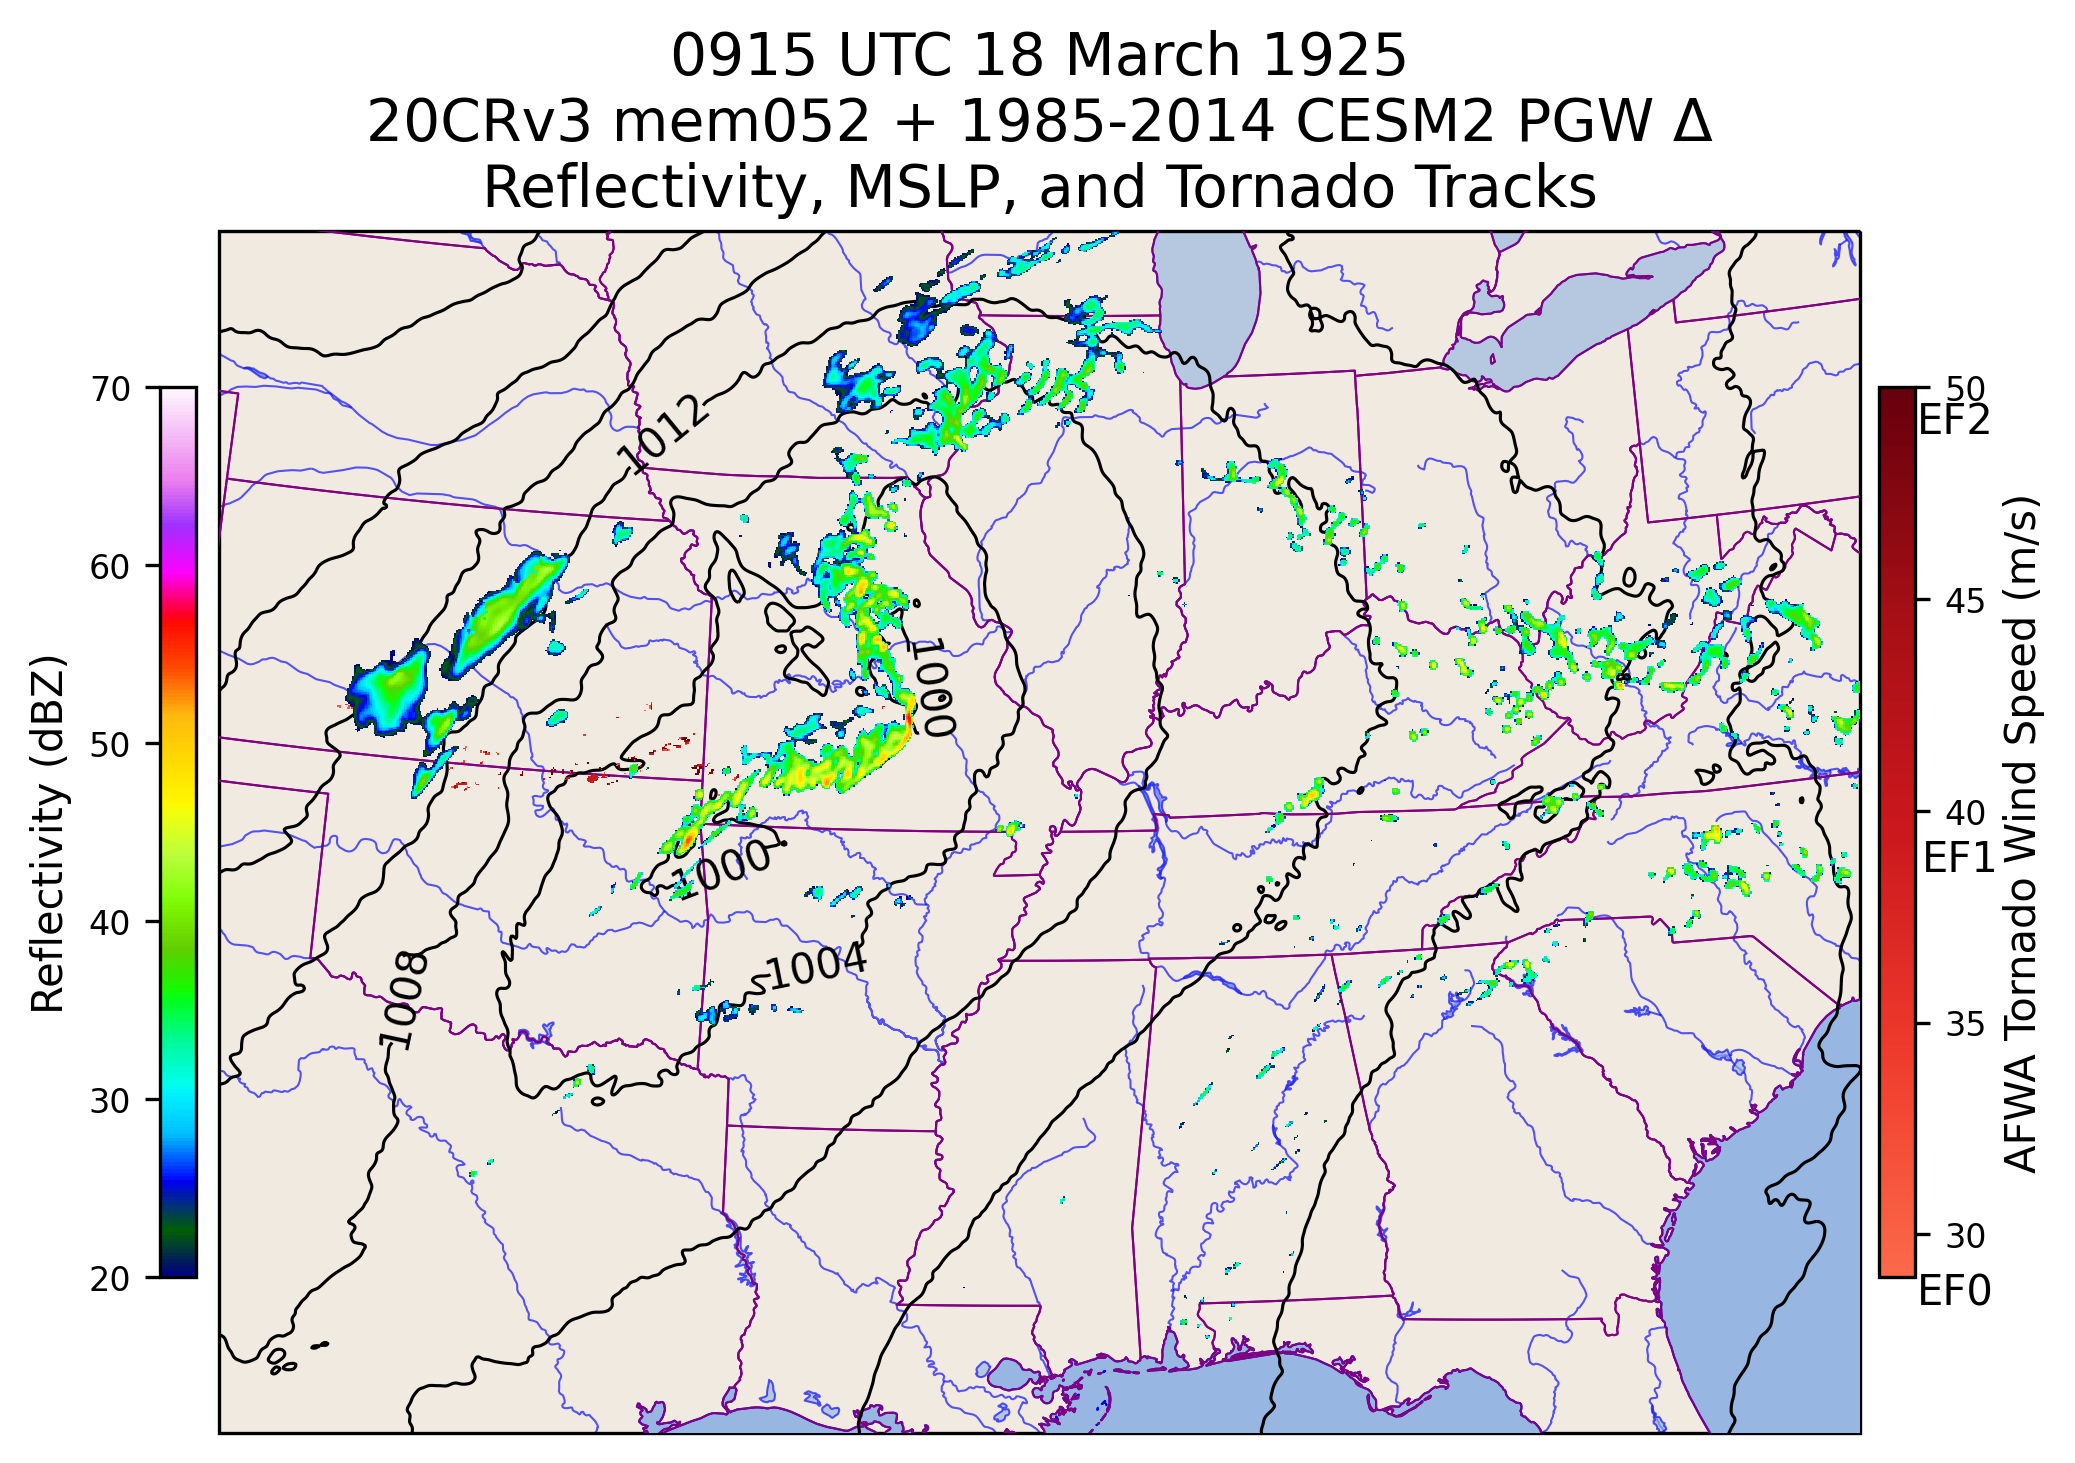 0915 UTC 18 March 1925
20CRv3 mem052 + 1985-2014 CESM2 PGW Δ
Reflectivity, MSLP, and Tornado Tracks
70
60
50
40
30
20
Reflectivity (dBZ)
1012
1000
1000
1004
1008
50
EF2
45
40
EF1
35
30
EF0
AFWA Tornado Wind Speed (m/s)